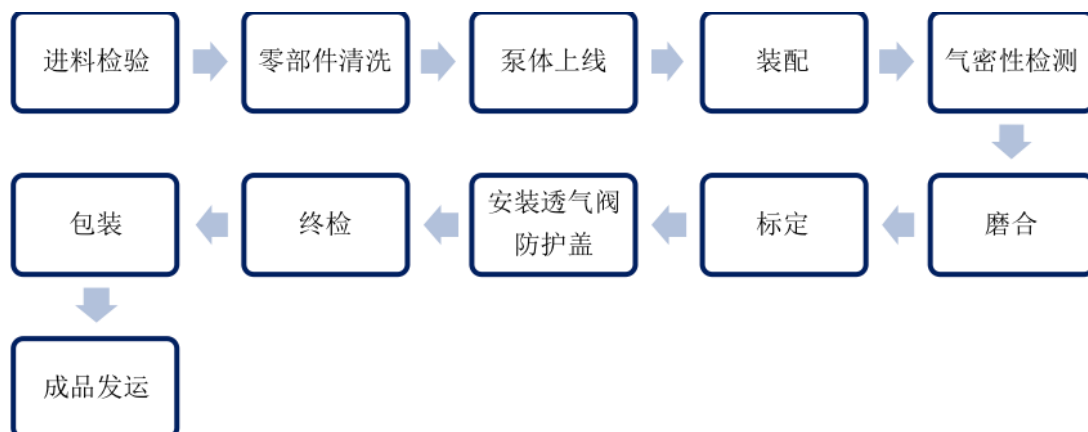 进料检验
零部件清洗
泵体上线
装配
气密性检测
磨合
标定
安装透气阀
防护盖
终检
包装
成品发运